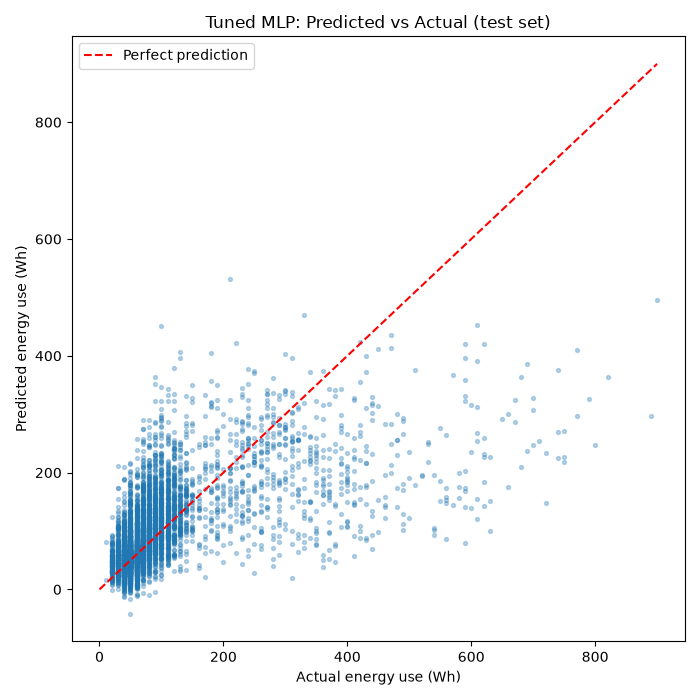 Tuned MLP: Predicted vs Actual (test set)
Perfect prediction
Predicted energy use (Wh)
800
600
400
200
0
0 200 400 600 800
Actual energy use (Wh)